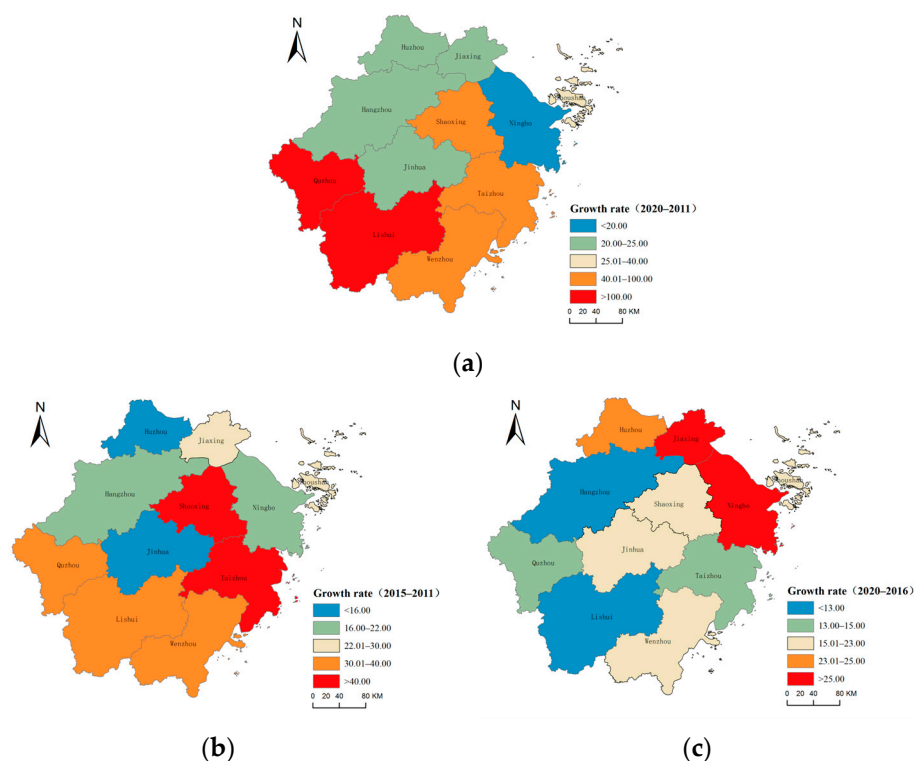 (a)
N
Huzhou
Jiaxing
Hangzhou
Shaoxing
Ningbo
Jinhua
Quzhou
Taizhou
Lishui
Wenzhou
Growth rate（2020–2011）
<20.00
20.00–25.00
25.01–40.00
40.01–100.00
>100.00
0 20 40 80 KM
(b)
N
Huzhou
Jiaxing
Hangzhou
Shaoxing
Ningbo
Jinhua
Quzhou
Taizhou
Lishui
Wenzhou
Growth rate (2015–2011)
<16.00
16.00–22.00
22.01–30.00
30.01–40.00
>40.00
0 20 40 80 KM
(c)
N
Huzhou
Jiaxing
Hangzhou
Shaoxing
Ningbo
Jinhua
Quzhou
Taizhou
Lishui
Wenzhou
Growth rate (2020–2016)
<13.00
13.00–15.00
15.01–23.00
23.01–25.00
>25.00
0 20 40 80 KM